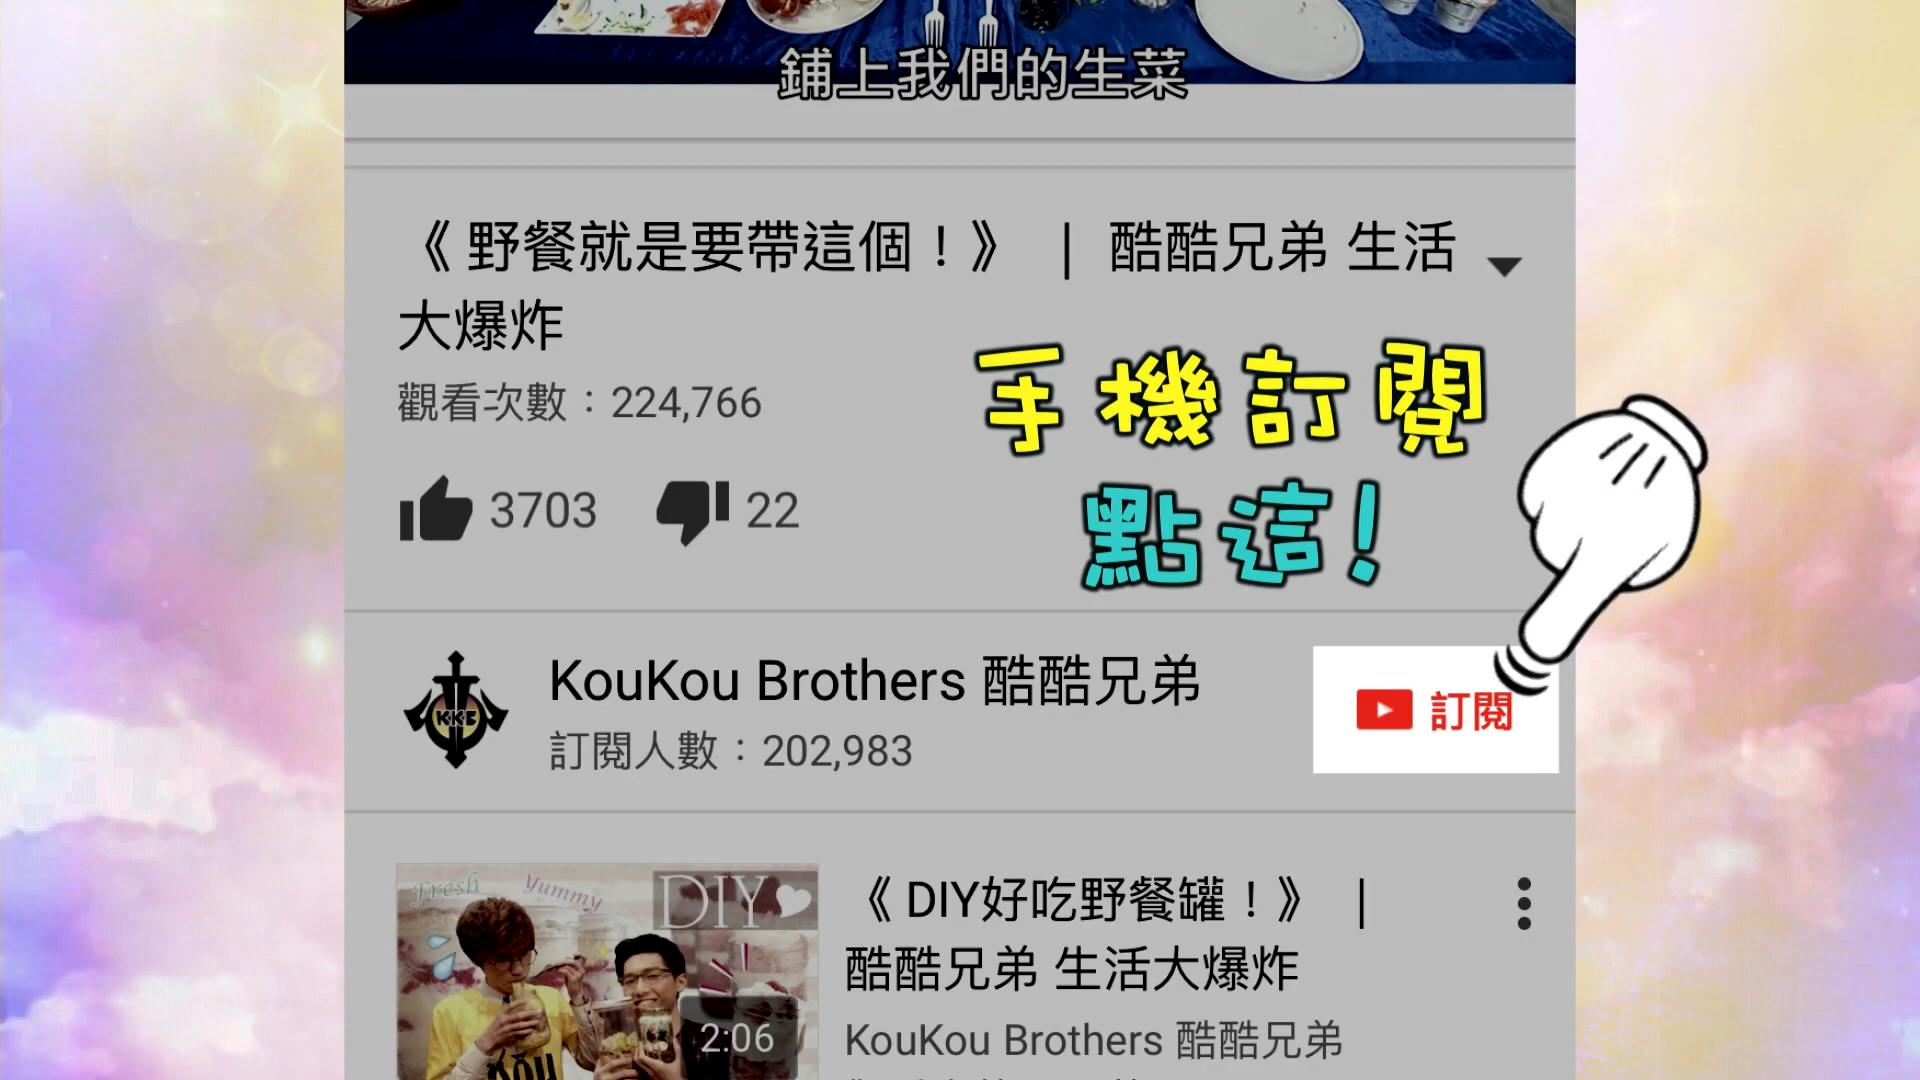 鋪上我們的生菜
《 野餐就是要帶這個！》 ｜ 酷酷兄弟 生活
大爆炸
觀看次數：224,766
手機訂閱
點這!
3703
22
KKB
KouKou Brothers 酷酷兄弟
訂閱人數：202,983
訂閱
Fresh
Yummy
DIY
2:06
《 DIY好吃野餐罐！》 ｜
酷酷兄弟 生活大爆炸
KouKou Brothers 酷酷兄弟